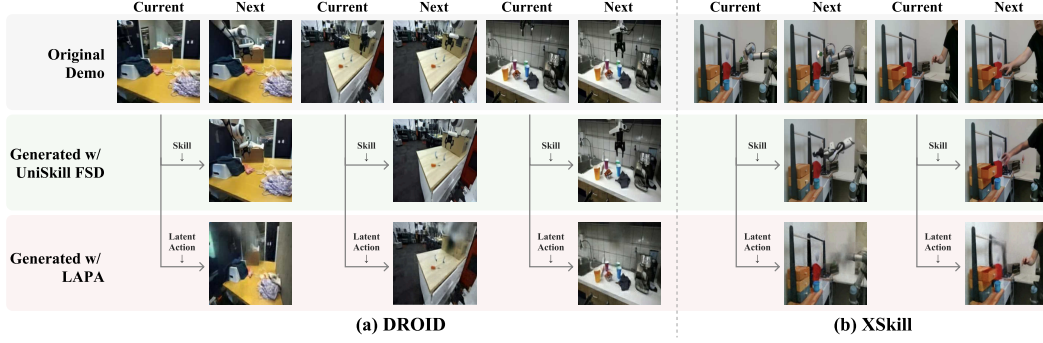 Current Next Current Next Current Next Current Next Current Next
Original
Demo
Generated w/
UniSkill FSD
Skill
↓
Skill
↓
Skill
↓
Skill
↓
Skill
↓
Generated w/
LAPA
Latent
Action
↓
Latent
Action
↓
Latent
Action
↓
Latent
Action
↓
Latent
Action
↓
(a) DROID
(b) XSkill